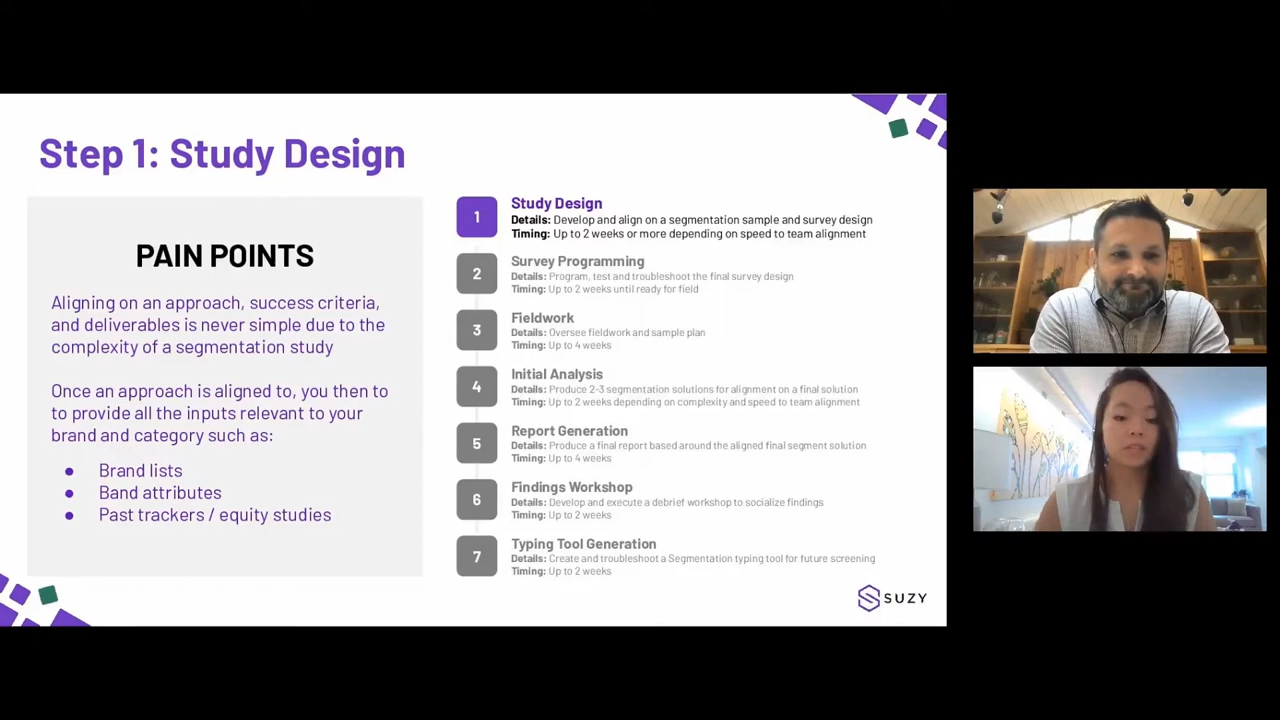 Step 1: Study Design
PAIN POINTS
Aligning on an approach, success criteria,
and deliverables is never simple due to the
complexity of a segmentation study
Once an approach is aligned to, you then to
to provide all the inputs relevant to your
brand and category such as:
● Brand lists
● Band attributes
● Past trackers / equity studies
1
Study Design
Details: Develop and align on a segmentation sample and survey design
Timing: Up to 2 weeks or more depending on speed to team alignment
2
Survey Programming
Details: Program, test and troubleshoot the final survey design
Timing: Up to 2 weeks until ready for field
3
Fieldwork
Details: Oversee fieldwork and sample plan
Timing: Up to 4 weeks
4
Initial Analysis
Details: Produce 2-3 segmentation solutions for alignment on a final solution
Timing: Up to 2 weeks depending on complexity and speed to team alignment
5
Report Generation
Details: Produce a final report based around the aligned final segment solution
Timing: Up to 4 weeks
6
Findings Workshop
Details: Develop and execute a debrief workshop to socialize findings
Timing: Up to 2 weeks
7
Typing Tool Generation
Details: Create and troubleshoot a Segmentation typing tool for future screening
Timing: Up to 2 weeks
SUZY